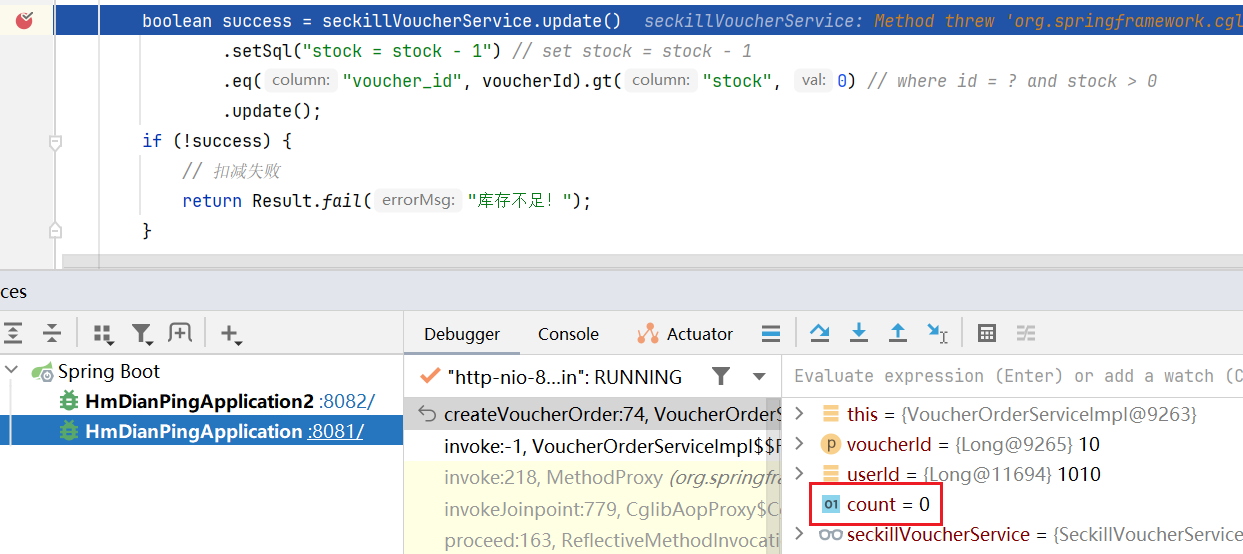 boolean success = seckillVoucherService.update() seckillVoucherService: Method threw 'org.springframework.cgl
.setSql("stock = stock - 1") // set stock = stock - 1
.eq( column: "voucher_id", voucherId).gt( column: "stock", val: 0) // where id = ? and stock > 0
.update();
if (!success) {
// 扣减失败
return Result.fail( errorMsg: "库存不足！");
}
ces
Debugger Console Actuator
Spring Boot
HmDianPingApplication2 :8082/
HmDianPingApplication :8081/
"http-nio-8...in": RUNNING
createVoucherOrder:74, VoucherOrderS
invoke:-1, VoucherOrderServiceImpl$$F
invoke:218, MethodProxy (org.springfra
invokeJoinpoint:779, CglibAopProxy$C
proceed:163, ReflectiveMethodInvocati
Evaluate expression (Enter) or add a watch (C
this = {VoucherOrderServiceImpl@9263}
p voucherId = {Long@9265} 10
userId = {Long@11694} 1010
01 count = 0
seckillVoucherService = {SeckillVoucherService